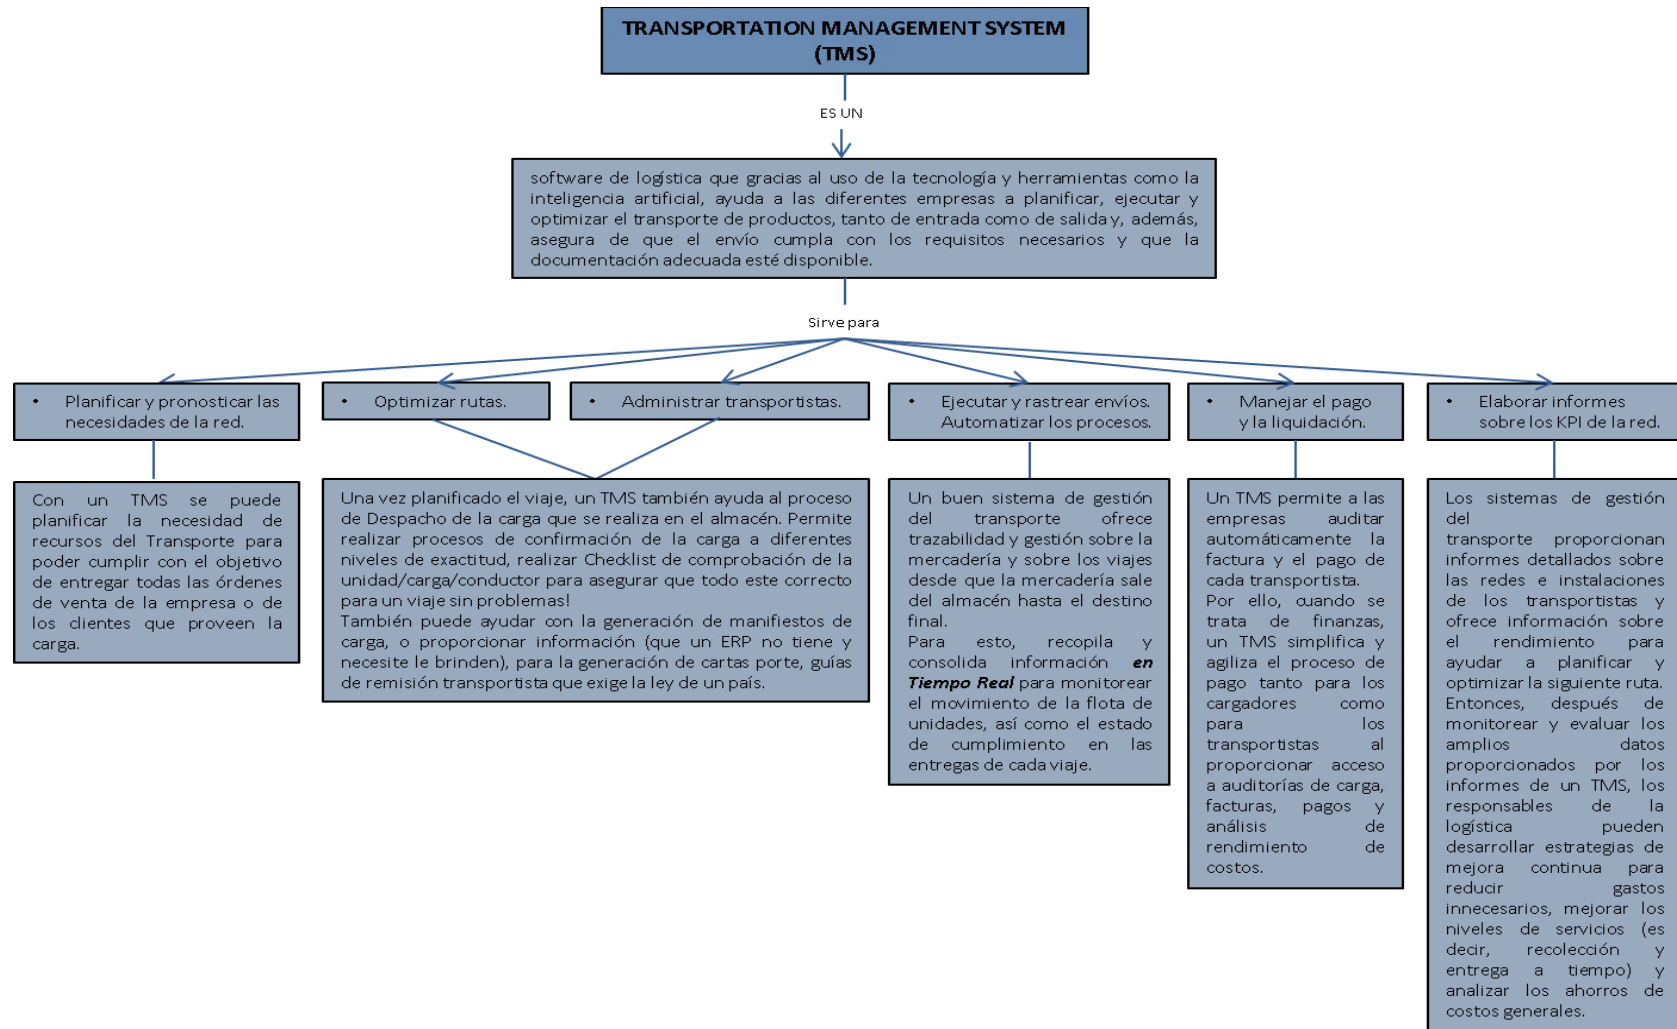 TRANSPORTATION MANAGEMENT SYSTEM
(TMS)
ES UN
software de logística que gracias al uso de la tecnología y herramientas como la
inteligencia artificial, ayuda a las diferentes empresas a planificar, ejecutar y
optimizar el transporte de productos, tanto de entrada como de salida y, además,
asegura de que el envío cumpla con los requisitos necesarios y que la
documentación adecuada esté disponible.
Sirve para
• Planificar y pronosticar las
necesidades de la red.
• Optimizar rutas.
• Administrar transportistas.
• Ejecutar y rastrear envíos.
Automatizar los procesos.
• Manejar el pago
y la liquidación.
• Elaborar informes
sobre los KPI de la red.
Con un TMS se puede
planificar la necesidad de
recursos del Transporte para
poder cumplir con el objetivo
de entregar todas las órdenes
de venta de la empresa o de
los clientes que proveen la
carga.
Una vez planificado el viaje, un TMS también ayuda al proceso
de Despacho de la carga que se realiza en el almacén. Permite
realizar procesos de confirmación de la carga a diferentes
niveles de exactitud, realizar Checklist de comprobación de la
unidad/carga/conductor para asegurar que todo este correcto
para un viaje sin problemas!
También puede ayudar con la generación de manifiestos de
carga, o proporcionar información (que un ERP no tiene y
necesite le brinden), para la generación de cartas porte, guías
de remisión transportista que exige la ley de un país.
Un buen sistema de gestión
del transporte ofrece
trazabilidad y gestión sobre la
mercadería y sobre los viajes
desde que la mercadería sale
del almacén hasta el destino
final.
Para esto, recopila y
consolida información en
Tiempo Real para monitorear
el movimiento de la flota de
unidades, así como el estado
de cumplimiento en las
entregas de cada viaje.
Un TMS permite a las
empresas auditar
automáticamente la
factura y el pago de
cada transportista.
Por ello, cuando se
trata de finanzas,
un TMS simplifica y
agiliza el proceso de
pago tanto para los
cargadores como
para los
transportistas al
proporcionar acceso
a auditorías de carga,
facturas, pagos y
análisis de
rendimiento de
costos.
Los sistemas de gestión
del
transporte proporcionan
informes detallados sobre
las redes e instalaciones
de los transportistas y
ofrece información sobre
el rendimiento para
ayudar a planificar y
optimizar la siguiente ruta.
Entonces, después de
monitorear y evaluar los
amplios datos
proporcionados por los
informes de un TMS, los
responsables de la
logística pueden
desarrollar estrategias de
mejora continua para
reducir gastos
innecesarios, mejorar los
niveles de servicios (es
decir, recolección y
entrega a tiempo) y
analizar los ahorros de
costos generales.